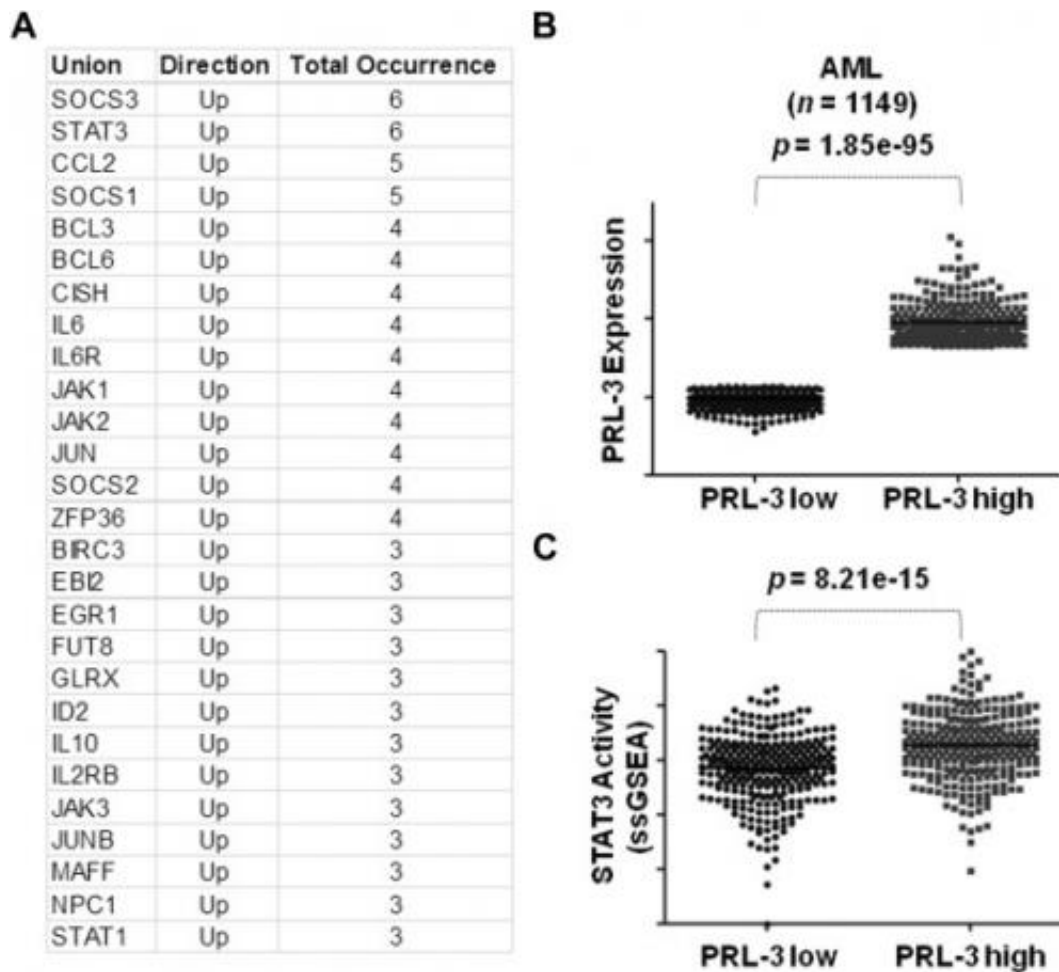 A
Union Direction Total Occurrence
SOCS3 Up 6
STAT3 Up 6
CCL2 Up 5
SOCS1 Up 5
BCL3 Up 4
BCL6 Up 4
CISH Up 4
IL6 Up 4
IL6R Up 4
JAK1 Up 4
JAK2 Up 4
JUN Up 4
SOCS2 Up 4
ZFP36 Up 4
BIRC3 Up 3
EBI2 Up 3
EGR1 Up 3
FUT8 Up 3
GLRX Up 3
ID2 Up 3
IL10 Up 3
IL2RB Up 3
JAK3 Up 3
JUNB Up 3
MAFF Up 3
NPC1 Up 3
STAT1 Up 3
B
AML
(n = 1149)
p = 1.85e-95
PRL-3 Expression
PRL-3 low PRL-3 high
C
p = 8.21e-15
STAT3 Activity
(ssGSEA)
PRL-3 low PRL-3 high